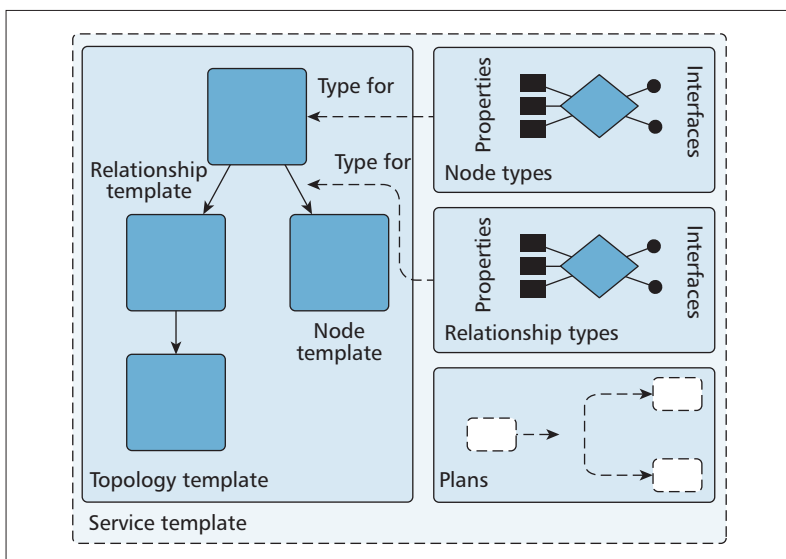 Type for
Properties
Interfaces
Node types
Relationship
template
Type for
Properties
Interfaces
Relationship types
Node
template
Topology template
Plans
Service template